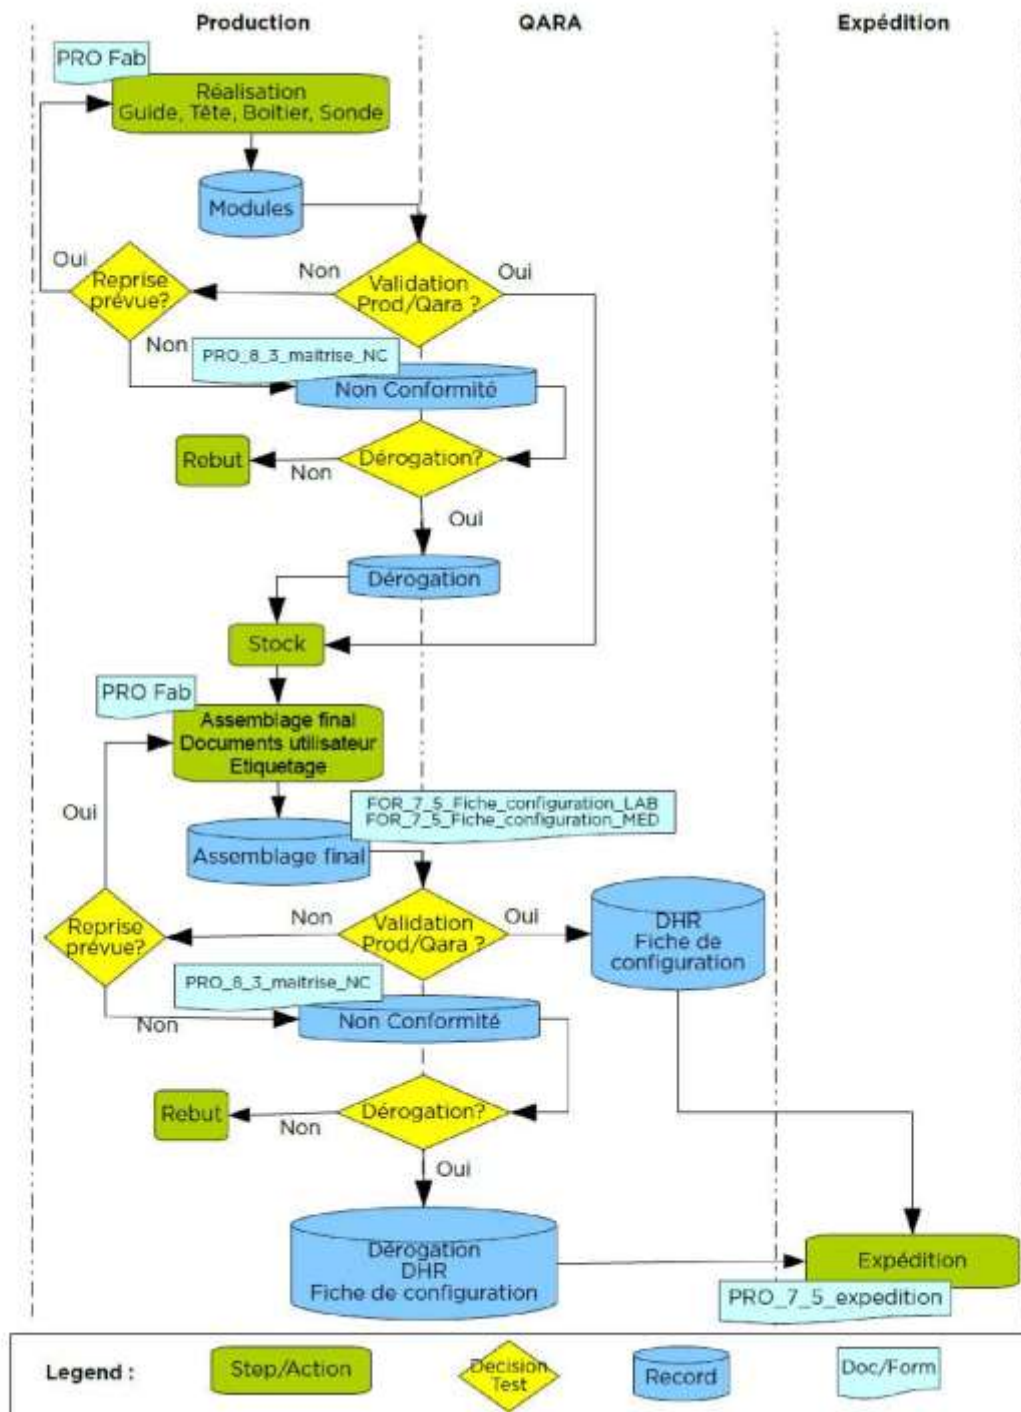 Production
QARA
Expédition
PRO Fab
Réalisation
Guide, Tête, Boitier, Sonde
Modules
Oui
Non
Oui
Reprise
prévue?
Validation
Prod/Qara ?
Non
PRO_8_3_maitrise_NC
Non Conformité
Rebut
Non
Dérogation?
Oui
Dérogation
Stock
PRO Fab
Assemblage final
Documents utilisateur
Etiquetage
Oui
FOR_7_5_Fiche_configuration_LAB
FOR_7_5_Fiche_configuration_MED
Assemblage final
Reprise
prévue?
Non
Validation
Prod/Qara ?
Oui
DHR
Fiche de
configuration
PRO_8_3_maitrise_NC
Non
Non Conformité
Rebut
Non
Dérogation?
Oui
Dérogation
DHR
Fiche de configuration
Expédition
PRO_7_5_expedition
Legend :
Step/Action
Decision
Test
Record
Doc/Form